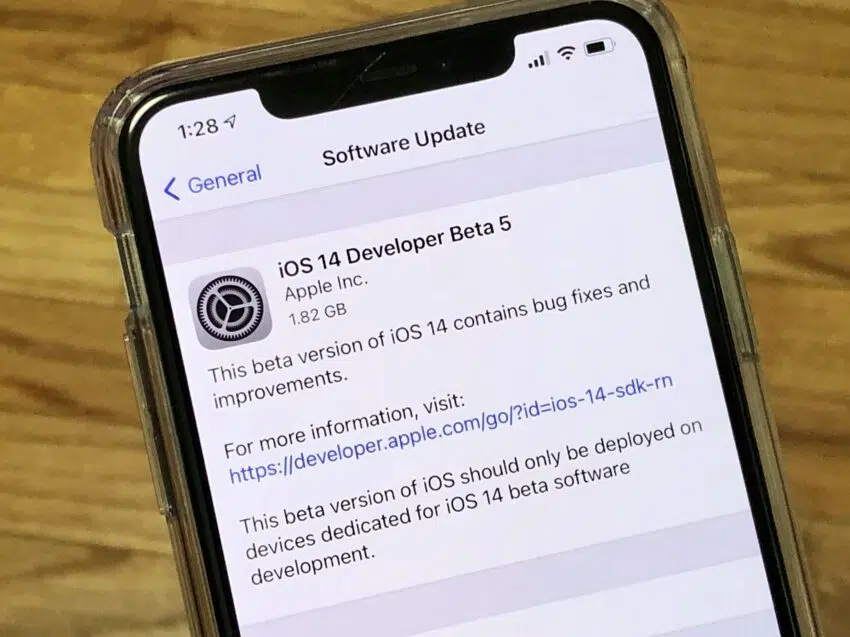 1:28
General
Software Update
iOS 14 Developer Beta 5
Apple Inc.
1.82 GB
This beta version of iOS 14 contains bug fixes and
improvements.
For more information, visit:
https://developer.apple.com/go/?id=ios-14-sdk-rn
This beta version of iOS should only be deployed on
devices dedicated for iOS 14 beta software
development.